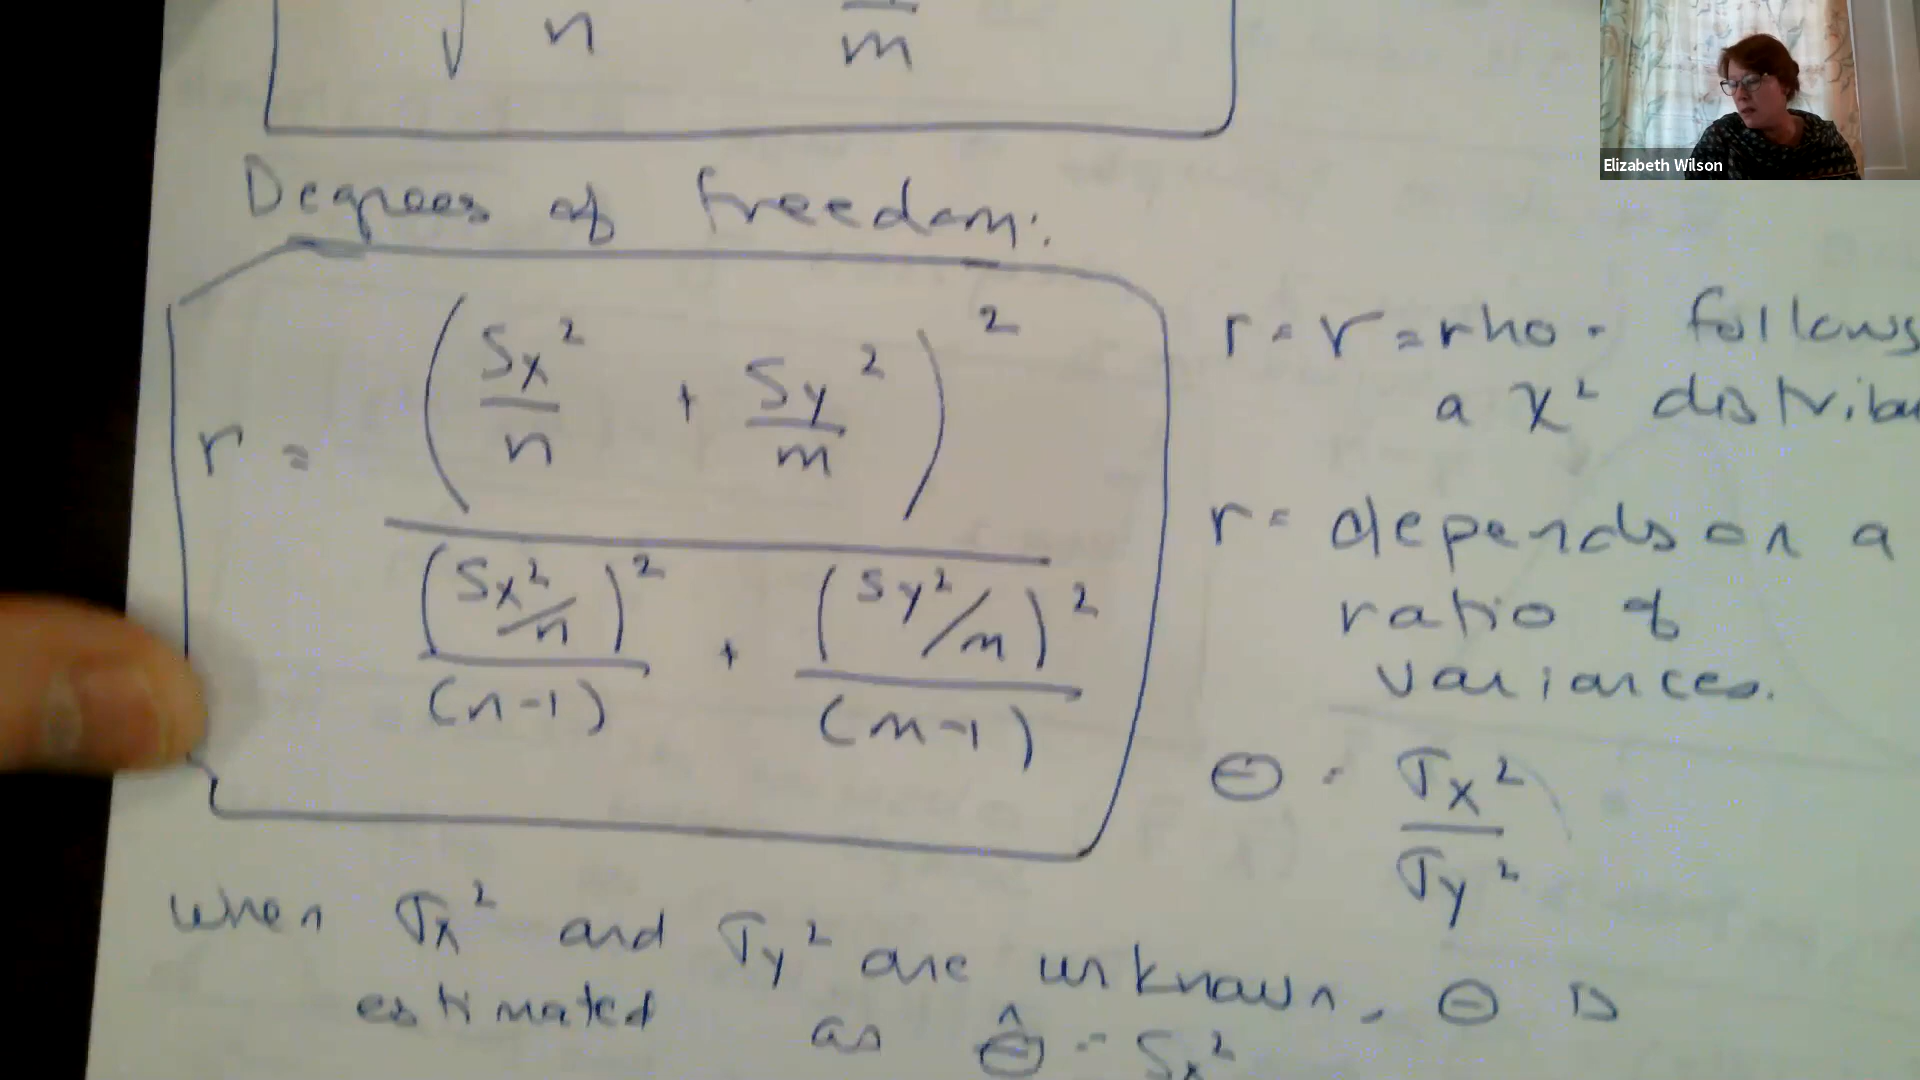 n
m
Elizabeth Wilson
Degrees of freedom:
r = (Sx²/n + Sy²/m)² / ((Sx²/n)²/(n-1) + (Sy²/m)²/(m-1))
r = r = rho - follows
a χ²
r = depends on a
ratio of
variances.
Θ = σx²/σy²
When σx² and σy² are unknown, Θ is
estimated as Θ̂ = Sx²